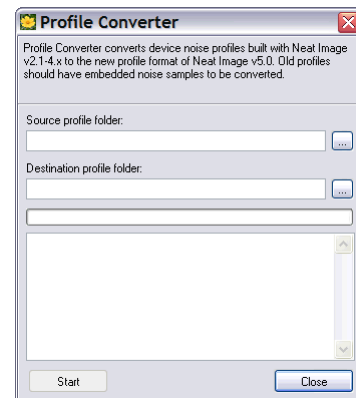 Profile Converter
Profile Converter converts device noise profiles built with Neat Image
v2.1-4.x to the new profile format of Neat Image v5.0. Old profiles
should have embedded noise samples to be converted.
Source profile folder:
...
Destination profile folder:
...
Start
Close